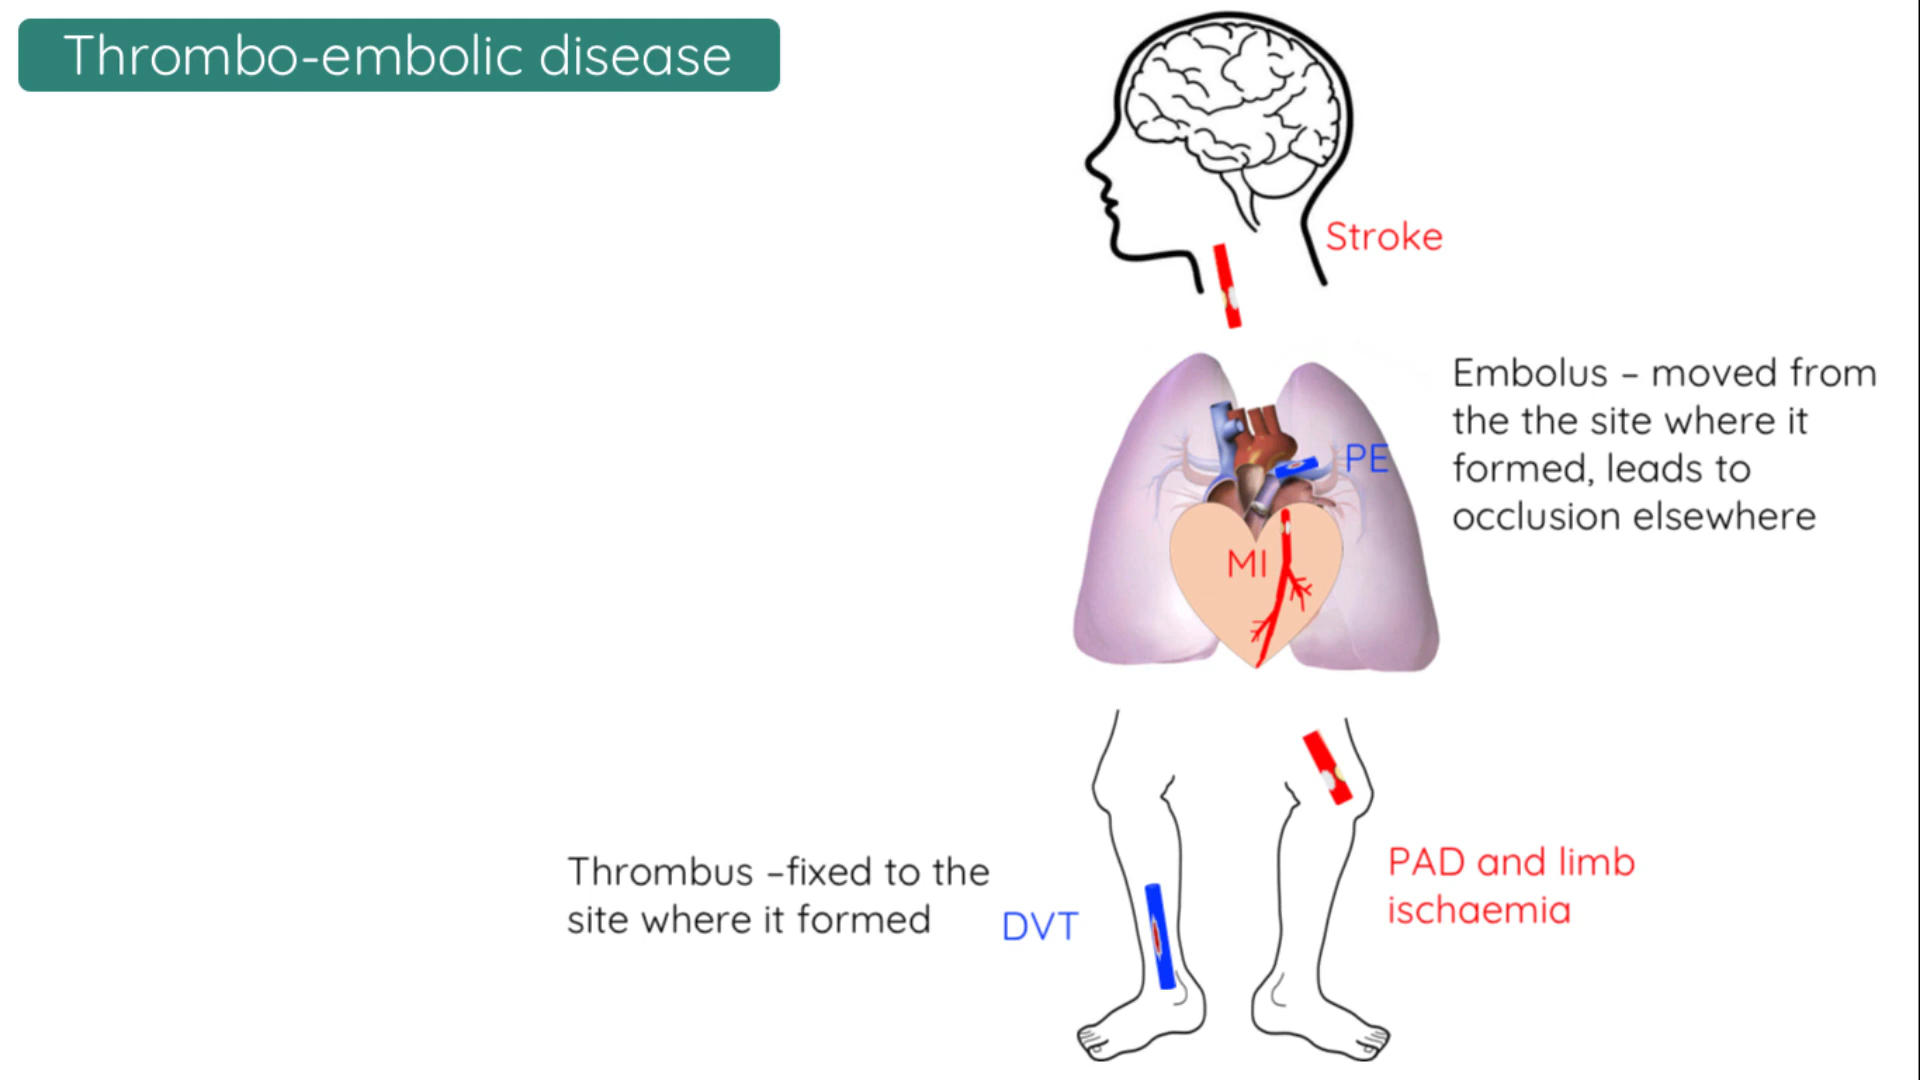 Thrombo-embolic disease
Stroke
Embolus – moved from
the the site where it
formed, leads to
occlusion elsewhere
PE
MI
Thrombus –fixed to the
site where it formed
DVT
PAD and limb
ischaemia